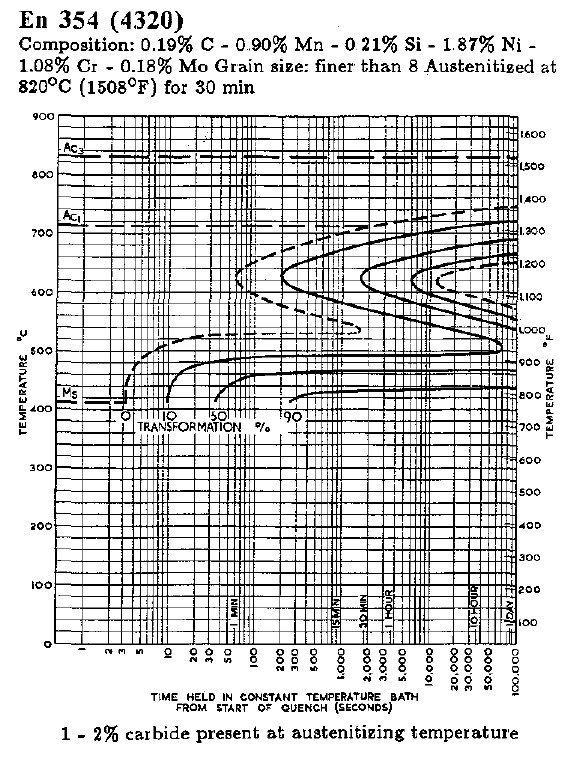 En 354 (4320)
Composition: 0.19% C - 0.90% Mn - 0.21% Si - 1.87% Ni -
1.08% Cr - 0.18% Mo Grain size: finer than 8 Austenitized at
820°C (1508°F) for 30 min
900
800
700
600
500
400
300
200
100
0
TEMPERATURE °C
AC3
AC1
MS
0 10 50 90
TRANSFORMATION %
1,600
1,500
1,400
1,300
1,200
1,100
1,000
°F
900
800
700
600
500
400
300
200
100
TEMPERATURE
1 MIN
15 MIN
30 MIN
1 HOUR
10 HOUR
1 DAY
1 2 3 5 10 20 30 50 100 200 300 500 1,000 2,000 3,000 5,000 10,000 20,000 30,000 50,000 100,000
TIME HELD IN CONSTANT TEMPERATURE BATH
FROM START OF QUENCH (SECONDS)
1 - 2% carbide present at austenitizing temperature